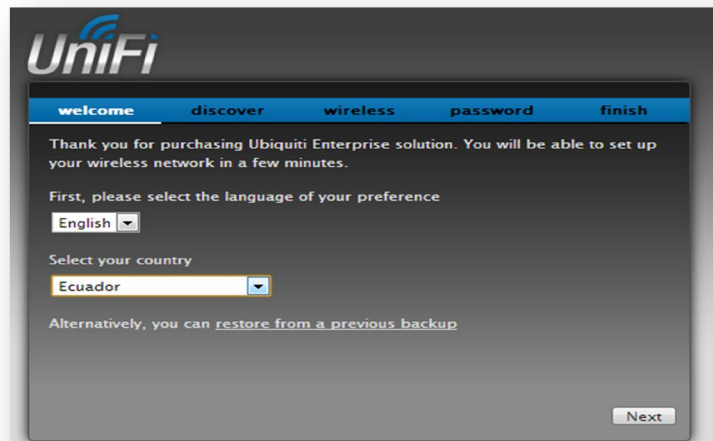 UniFi
welcome discover wireless password finish
Thank you for purchasing Ubiquiti Enterprise solution. You will be able to set up
your wireless network in a few minutes.
First, please select the language of your preference
English
Select your country
Ecuador
Alternatively, you can restore from a previous backup
Next